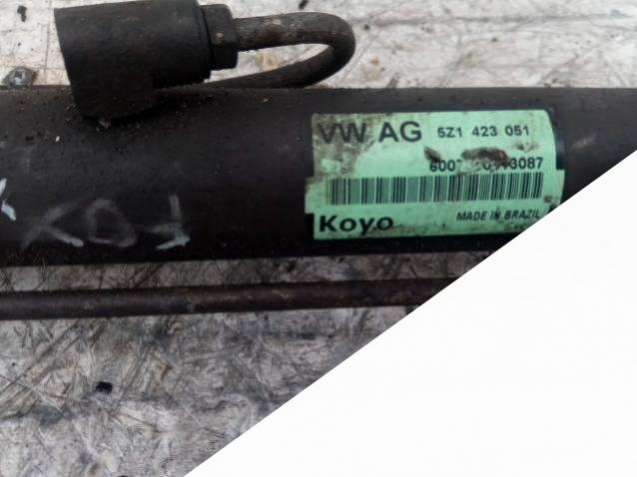 VW AG 5Z1 423 051
Koyo MADE IN BRAZIL